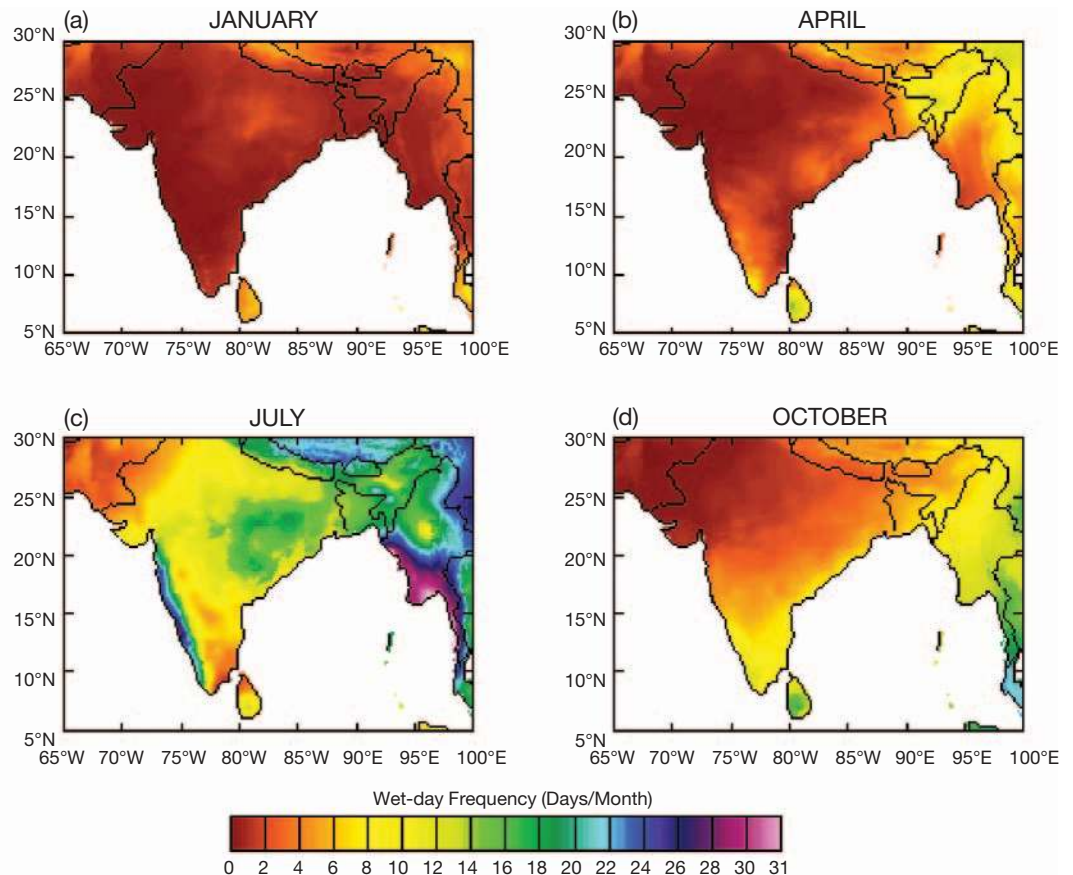 (a) JANUARY
30°N
25°N
20°N
15°N
10°N
5°N
65°W 70°W 75°W 80°W 85°W 90°W 95°W 100°E
(b) APRIL
30°N
25°N
20°N
15°N
10°N
5°N
65°W 70°W 75°W 80°W 85°W 90°W 95°W 100°E
(c) JULY
30°N
25°N
20°N
15°N
10°N
5°N
65°W 70°W 75°W 80°W 85°W 90°W 95°W 100°E
(d) OCTOBER
30°N
25°N
20°N
15°N
10°N
5°N
65°W 70°W 75°W 80°W 85°W 90°W 95°W 100°E
Wet-day Frequency (Days/Month)
0 2 4 6 8 10 12 14 16 18 20 22 24 26 28 30 31